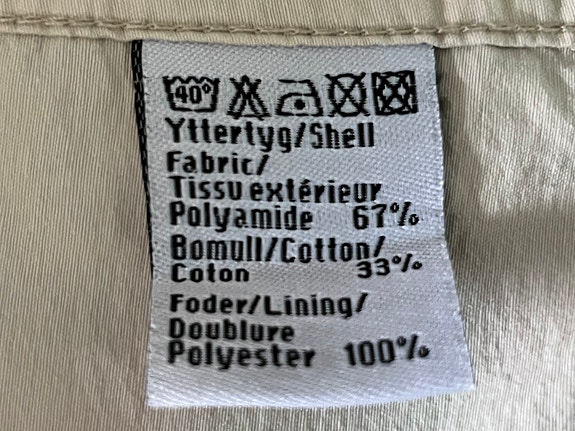 40°
Yttertyg/Shell
Fabric/
Tissu extérieur
Polyamide 67%
Bomull/Cotton/
Coton 33%
Foder/Lining/
Doublure
Polyester 100%